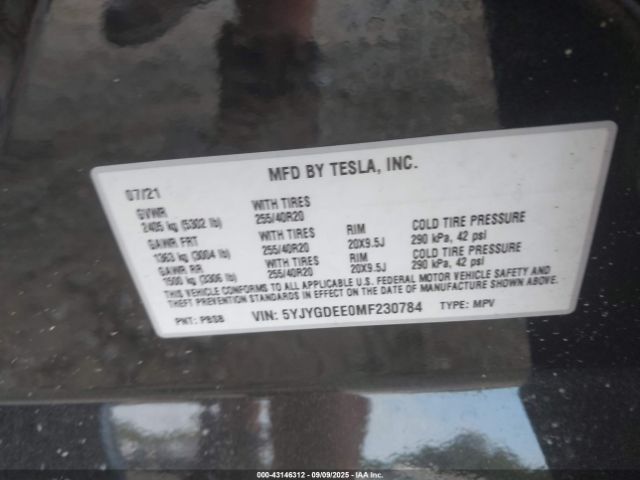 MFD BY TESLA, INC.
07/21
GVWR WITH TIRES
2405 kg (5302 lb) 255/40R20
GAWR FRT WITH TIRES RIM COLD TIRE PRESSURE
1363 kg (3004 lb) 255/40R20 20X9.5J 290 kPa, 42 psi
GAWR RR WITH TIRES RIM COLD TIRE PRESSURE
1500 kg (3306 lb) 255/40R20 20X9.5J 290 kPa, 42 psi
THIS VEHICLE CONFORMS TO ALL APPLICABLE U.S. FEDERAL MOTOR VEHICLE SAFETY AND
THEFT PREVENTION STANDARDS IN EFFECT ON THE DATE OF MANUFACTURE SHOWN ABOVE.
PNT: PBSB VIN: 5YJYGDEE0MF230784 TYPE: MPV
000-43146312 - 09/09/2025 - IAA Inc.